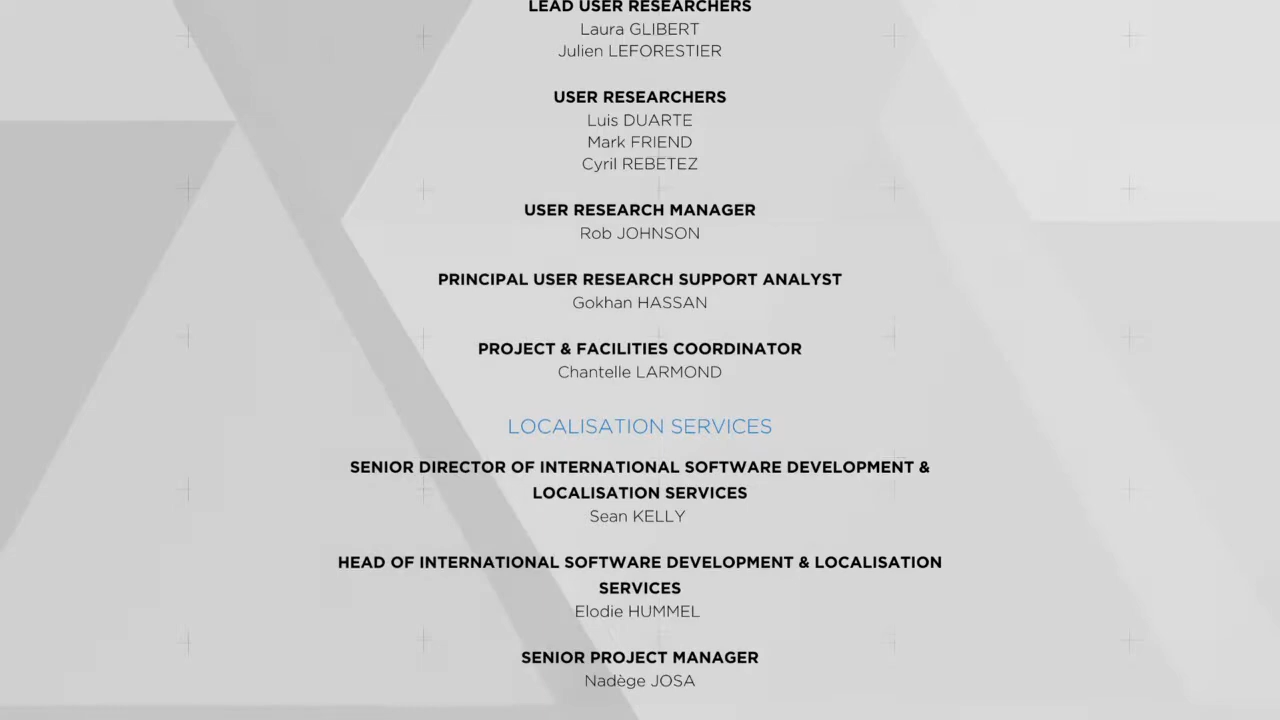 LEAD USER RESEARCHERS
Laura GLIBERT
Julien LEFORESTIER
USER RESEARCHERS
Luis DUARTE
Mark FRIEND
Cyril REBETEZ
USER RESEARCH MANAGER
Rob JOHNSON
PRINCIPAL USER RESEARCH SUPPORT ANALYST
Gokhan HASSAN
PROJECT & FACILITIES COORDINATOR
Chantelle LARMOND
LOCALISATION SERVICES
SENIOR DIRECTOR OF INTERNATIONAL SOFTWARE DEVELOPMENT &
LOCALISATION SERVICES
Sean KELLY
HEAD OF INTERNATIONAL SOFTWARE DEVELOPMENT & LOCALISATION
SERVICES
Elodie HUMMEL
SENIOR PROJECT MANAGER
Nadège JOSA